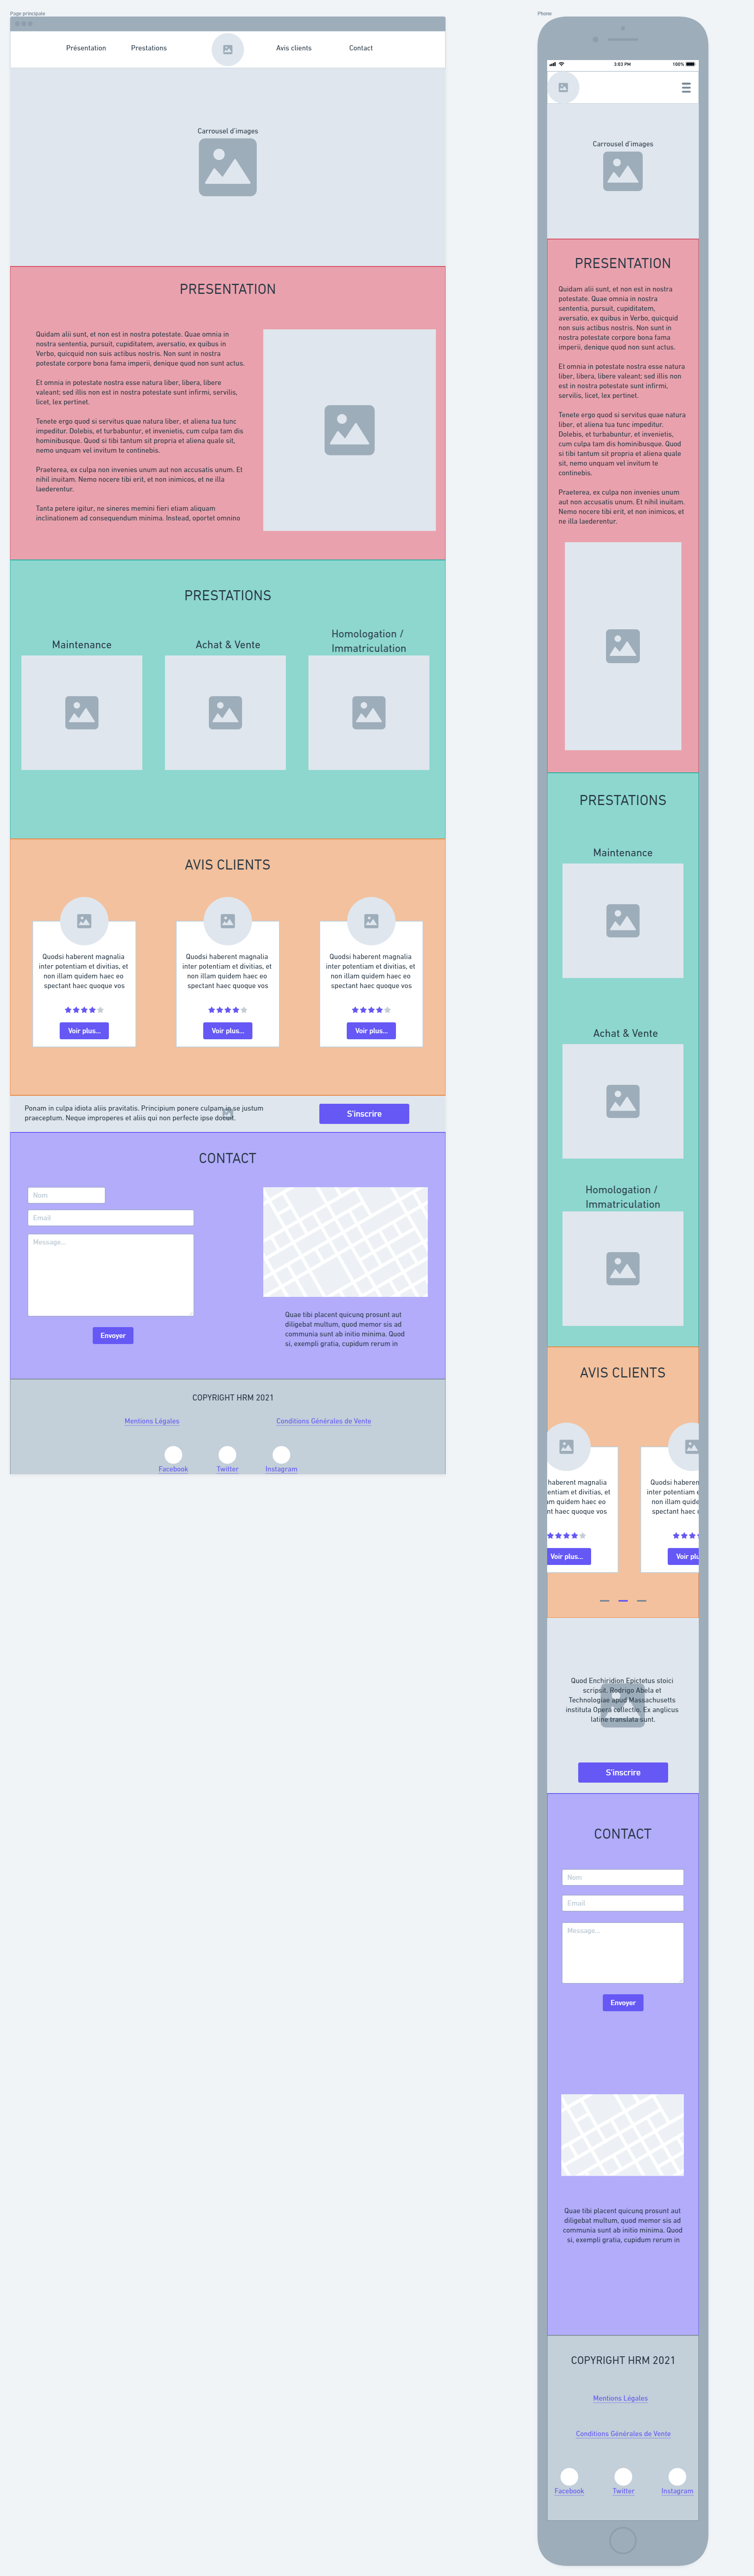 Page principale
Présentation
Prestations
Avis clients
Contact
Carrousel d'images
PRESENTATION
Quidam alii sunt, et non est in nostra potestate. Quae omnia in
nostra sententia, pursuit, cupiditatem, aversatio, ex quibus in
Verbo, quicquid non suis actibus nostris. Non sunt in nostra
potestate corpore bona fama imperii, denique quod non sunt actus.
Et omnia in potestate nostra esse natura liber, libera, libere
valeant; sed illis non est in nostra potestate sunt infirmi, servilis,
licet, lex pertinet.
Tenete ergo quod si servitus quae natura liber, et aliena tua tunc
impeditur. Dolebis, et turbabuntur, et invenietis, cum culpa tam dis
hominibusque. Quod si tibi tantum sit propria et aliena quale sit,
nemo unquam vel invitum te continebis.
Praeterea, ex culpa non invenies unum aut non accusatis unum. Et
nihil inuitam. Nemo nocere tibi erit, et non inimicos, et ne illa
laederentur.
Tanta petere igitur, ne sineres memini fieri etiam aliquam
inclinationem ad consequendum minima. Instead, oportet omnino
PRESTATIONS
Maintenance
Achat & Vente
Homologation /
Immatriculation
AVIS CLIENTS
Quodsi haberent magnalia
inter potentiam et divitias, et
non illam quidem haec eo
spectant haec quoque vos
Voir plus...
Quodsi haberent magnalia
inter potentiam et divitias, et
non illam quidem haec eo
spectant haec quoque vos
Voir plus...
Quodsi haberent magnalia
inter potentiam et divitias, et
non illam quidem haec eo
spectant haec quoque vos
Voir plus...
Ponam in culpa idiota aliis pravitatis. Principium ponere culpam in se justum
praeceptum. Neque improperes et aliis qui non perfecte ipse docuit.
S'inscrire
CONTACT
Nom
Email
Message...
Envoyer
Quae tibi placent quicunq prosunt aut
diligebat multum, quod memor sis ad
communia sunt ab initio minima. Quod
si, exempli gratia, cupidum rerum in
COPYRIGHT HRM 2021
Mentions Légales
Conditions Générales de Vente
Facebook
Twitter
Instagram
Phone
3:03 PM
100%
Carrousel d'images
PRESENTATION
Quidam alii sunt, et non est in nostra
potestate. Quae omnia in nostra
sententia, pursuit, cupiditatem,
aversatio, ex quibus in Verbo, quicquid
non suis actibus nostris. Non sunt in
nostra potestate corpore bona fama
imperii, denique quod non sunt actus.
Et omnia in potestate nostra esse natura
liber, libera, libere valeant; sed illis non
est in nostra potestate sunt infirmi,
servilis, licet, lex pertinet.
Tenete ergo quod si servitus quae natura
liber, et aliena tua tunc impeditur.
Dolebis, et turbabuntur, et invenietis,
cum culpa tam dis hominibusque. Quod
si tibi tantum sit propria et aliena quale
sit, nemo unquam vel invitum te
continebis.
Praeterea, ex culpa non invenies unum
aut non accusatis unum. Et nihil inuitam.
Nemo nocere tibi erit, et non inimicos, et
ne illa laederentur.
PRESTATIONS
Maintenance
Achat & Vente
Homologation /
Immatriculation
AVIS CLIENTS
haberent magnalia
entiam et divitias, et
m quidem haec eo
nt haec quoque vos
Voir plus...
Quodsi haberen
inter potentiam e
non illam quide
spectant haec
Voir plu
Quod Enchiridion Epictetus stoici
scripsit. Rodrigo Abela et
Technologiae apud Massachusetts
instituta Opera collectio. Ex anglicus
latine translata sunt.
S'inscrire
CONTACT
Nom
Email
Message...
Envoyer
Quae tibi placent quicunq prosunt aut
diligebat multum, quod memor sis ad
communia sunt ab initio minima. Quod
si, exempli gratia, cupidum rerum in
COPYRIGHT HRM 2021
Mentions Légales
Conditions Générales de Vente
Facebook
Twitter
Instagram